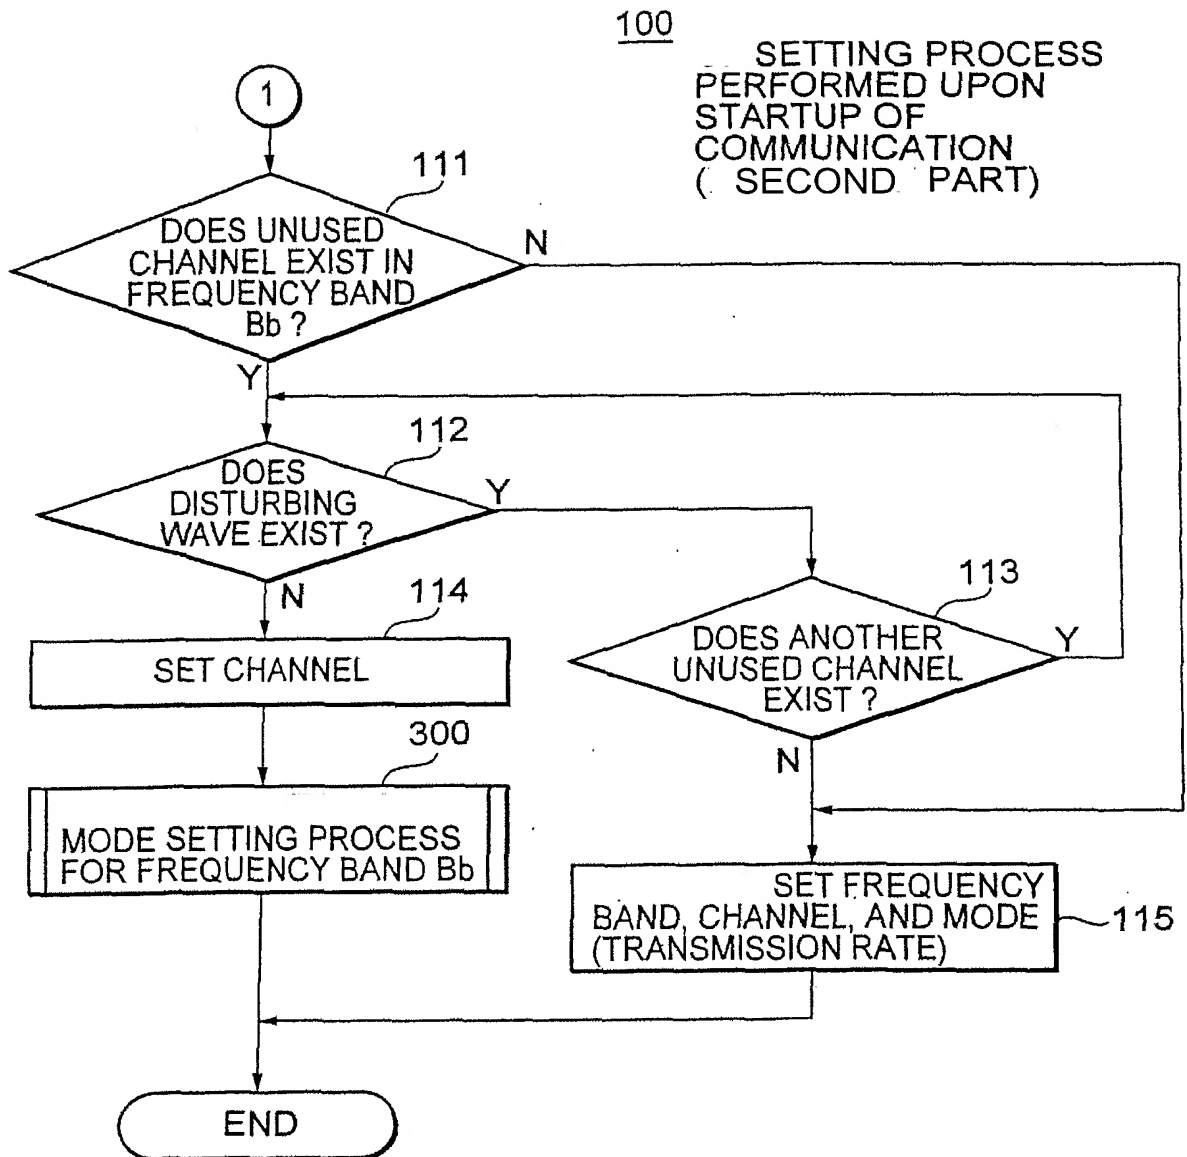 100
SETTING PROCESS
PERFORMED UPON
STARTUP OF
COMMUNICATION
( SECOND PART)
1
111
DOES UNUSED
CHANNEL EXIST IN
FREQUENCY BAND
Bb ?
N
Y
112
DOES
DISTURBING
WAVE EXIST ?
Y
N
113
DOES ANOTHER
UNUSED CHANNEL
EXIST ?
Y
N
114
SET CHANNEL
300
MODE SETTING PROCESS
FOR FREQUENCY BAND Bb
SET FREQUENCY
BAND, CHANNEL, AND MODE
(TRANSMISSION RATE)
115
END